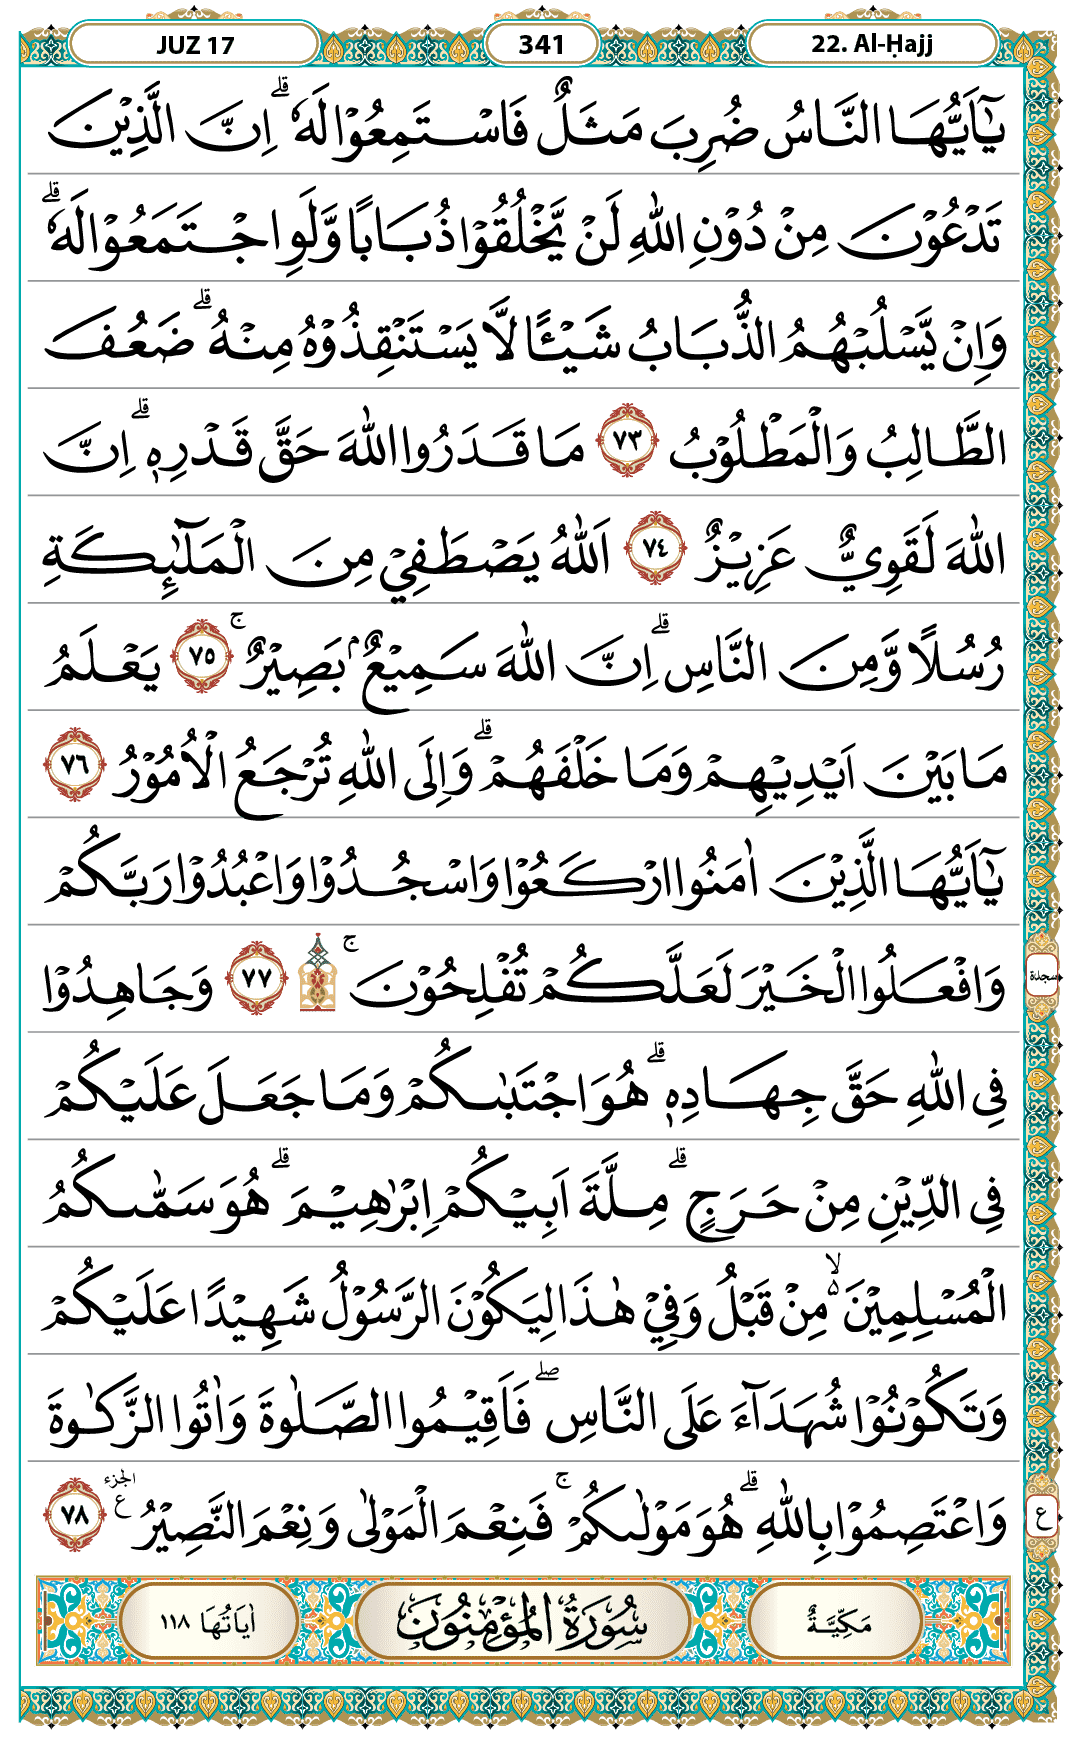 JUZ 17
341
22. Al-Ḥajj
يٰٓاَيُّهَا النَّاسُ ضُرِبَ مَثَلٌ فَاسْتَمِعُوْا لَهٗ ۗاِنَّ الَّذِيْنَ
تَدْعُوْنَ مِنْ دُوْنِ اللّٰهِ لَنْ يَّخْلُقُوْا ذُبَابًا وَّلَوِ اجْتَمَعُوْا لَهٗ ۗ
وَاِنْ يَّسْلُبْهُمُ الذُّبَابُ شَيْـًٔا لَّا يَسْتَنْقِذُوْهُ مِنْهُ ۗضَعُفَ
الطَّالِبُ وَالْمَطْلُوْبُ ٧٣ مَا قَدَرُوا اللّٰهَ حَقَّ قَدْرِهٖ ۗاِنَّ
اللّٰهَ لَقَوِيٌّ عَزِيْزٌ ٧٤ اَللّٰهُ يَصْطَفِيْ مِنَ الْمَلٰۤىِٕكَةِ
رُسُلًا وَّمِنَ النَّاسِ ۗاِنَّ اللّٰهَ سَمِيْعٌۢ بَصِيْرٌ ۚ ٧٥ يَعْلَمُ
مَا بَيْنَ اَيْدِيْهِمْ وَمَا خَلْفَهُمْ ۗوَاِلَى اللّٰهِ تُرْجَعُ الْاُمُوْرُ ٧٦
يٰٓاَيُّهَا الَّذِيْنَ اٰمَنُوا ارْكَعُوْا وَاسْجُدُوْا وَاعْبُدُوْا رَبَّكُمْ
وَافْعَلُوا الْخَيْرَ لَعَلَّكُمْ تُفْلِحُوْنَ ۚ ۩ ٧٧ وَجَاهِدُوْا
سجدة
فِى اللّٰهِ حَقَّ جِهَادِهٖ ۗهُوَ اجْتَبٰىكُمْ وَمَا جَعَلَ عَلَيْكُمْ
فِى الدِّيْنِ مِنْ حَرَجٍ ۗمِلَّةَ اَبِيْكُمْ اِبْرٰهِيْمَ ۗهُوَ سَمّٰىكُمُ
الْمُسْلِمِيْنَ ەۙ مِنْ قَبْلُ وَفِيْ هٰذَا لِيَكُوْنَ الرَّسُوْلُ شَهِيْدًا عَلَيْكُمْ
وَتَكُوْنُوْا شُهَدَاۤءَ عَلَى النَّاسِ ۖفَاَقِيْمُوا الصَّلٰوةَ وَاٰتُوا الزَّكٰوةَ
وَاعْتَصِمُوْا بِاللّٰهِ ۗهُوَ مَوْلٰىكُمْ ۚفَنِعْمَ الْمَوْلٰى وَنِعْمَ النَّصِيْرُ الجزء ع ٧٨
ع
مَكِّيَّةٌ
سُوْرَةُ الْمُؤْمِنُوْنَ
اٰيَاتُهَا ١١٨